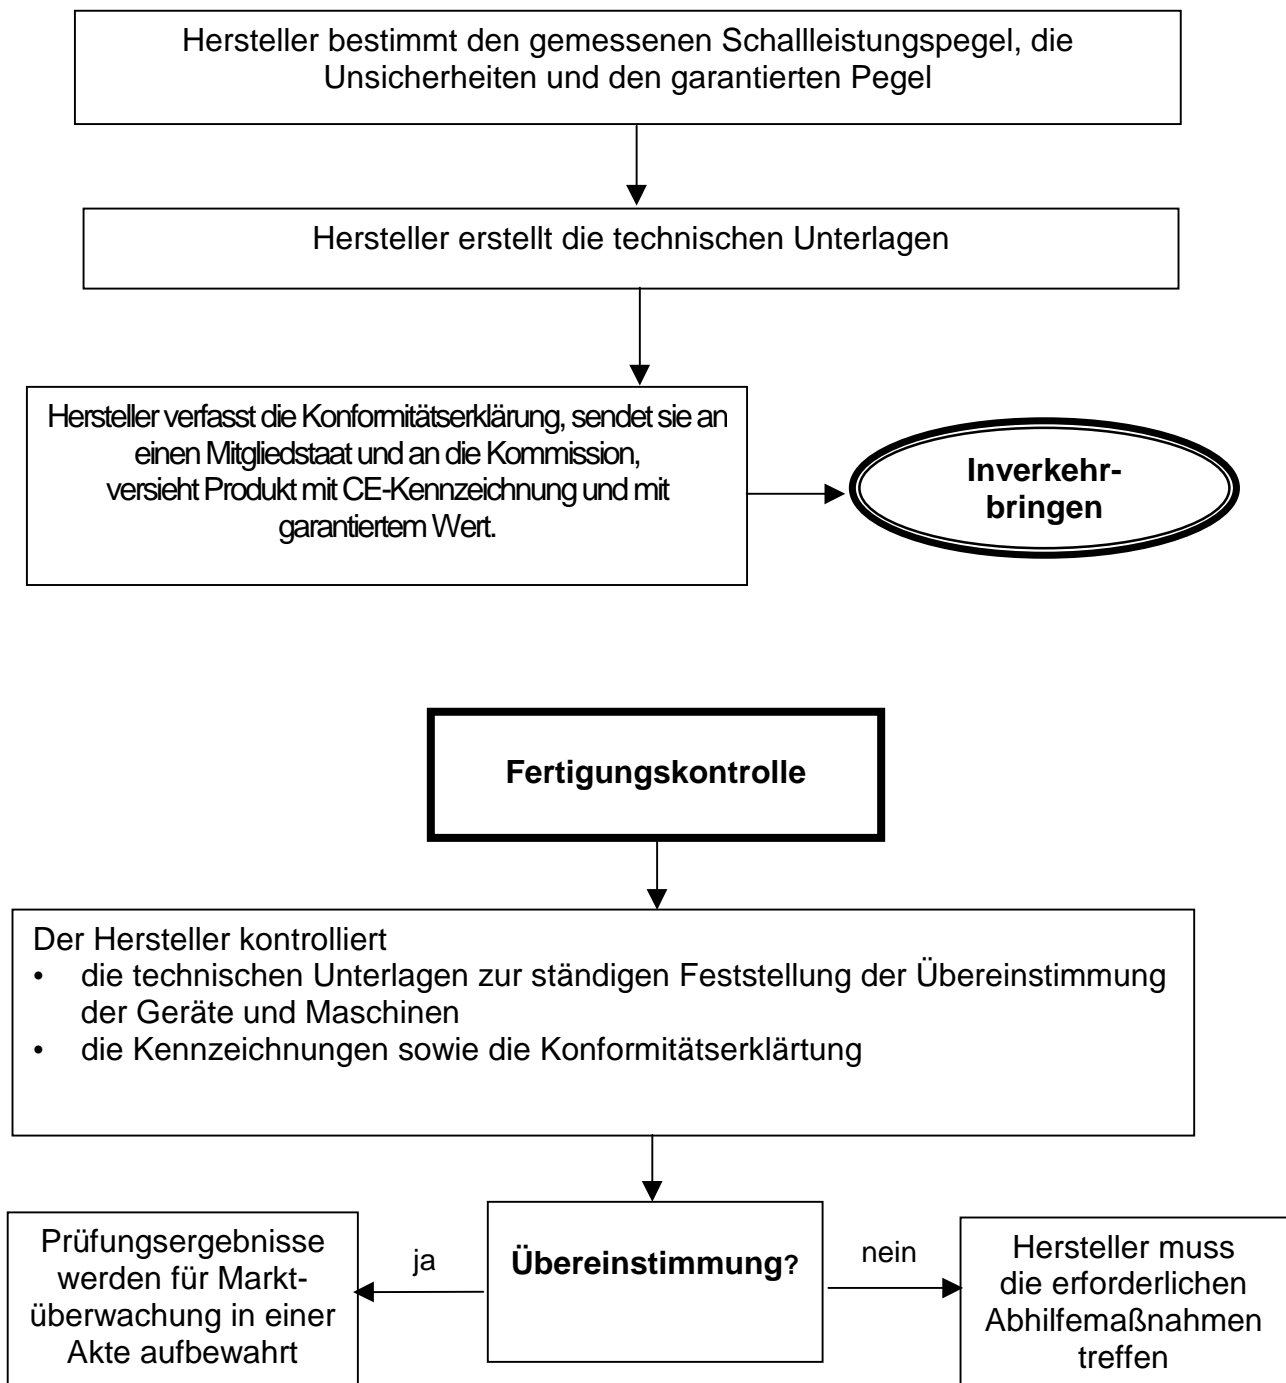 Hersteller bestimmt den gemessenen Schallleistungspegel, die
Unsicherheiten und den garantierten Pegel
Hersteller erstellt die technischen Unterlagen
Hersteller verfasst die Konformitätserklärung, sendet sie an
einen Mitgliedstaat und an die Kommission,
versieht Produkt mit CE-Kennzeichnung und mit
garantiertem Wert.
Inverkehr-
bringen
Fertigungskontrolle
Der Hersteller kontrolliert
• die technischen Unterlagen zur ständigen Feststellung der Übereinstimmung
der Geräte und Maschinen
• die Kennzeichnungen sowie die Konformitätserklärtung
Übereinstimmung?
ja
Prüfungsergebnisse
werden für Markt-
überwachung in einer
Akte aufbewahrt
nein
Hersteller muss
die erforderlichen
Abhilfemaßnahmen
treffen